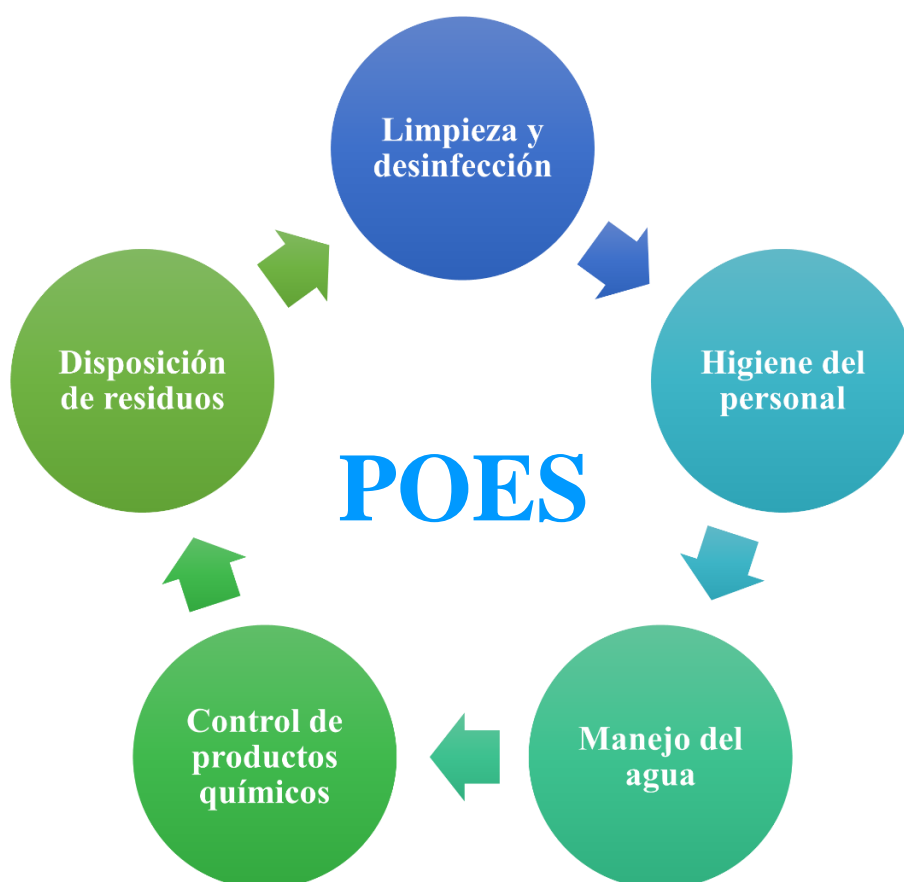 Limpieza y
desinfección
Higiene del
personal
Manejo del
agua
Control de
productos
químicos
Disposición
de residuos
POES